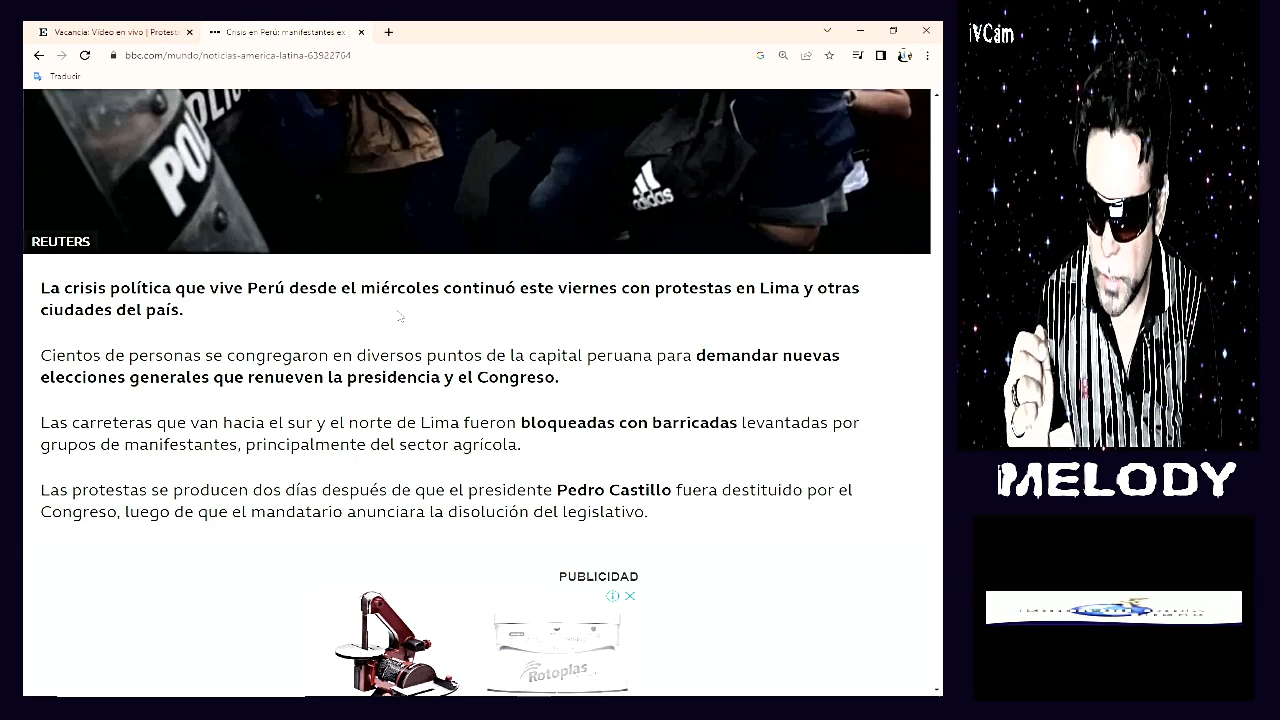 Vacancia: Vídeo en vivo | Protest
Crisis en Perú: manifestantes ex
bbc.com/mundo/noticias-america-latina-63922764
Traducir
iVCam
POLI
POLIC
adidas
REUTERS
La crisis política que vive Perú desde el miércoles continuó este viernes con protestas en Lima y otras
ciudades del país.
Cientos de personas se congregaron en diversos puntos de la capital peruana para demandar nuevas
elecciones generales que renueven la presidencia y el Congreso.
Las carreteras que van hacia el sur y el norte de Lima fueron bloqueadas con barricadas levantadas por
grupos de manifestantes, principalmente del sector agrícola.
Las protestas se producen dos días después de que el presidente Pedro Castillo fuera destituido por el
Congreso, luego de que el mandatario anunciara la disolución del legislativo.
PUBLICIDAD
Rotoplas
MELODY